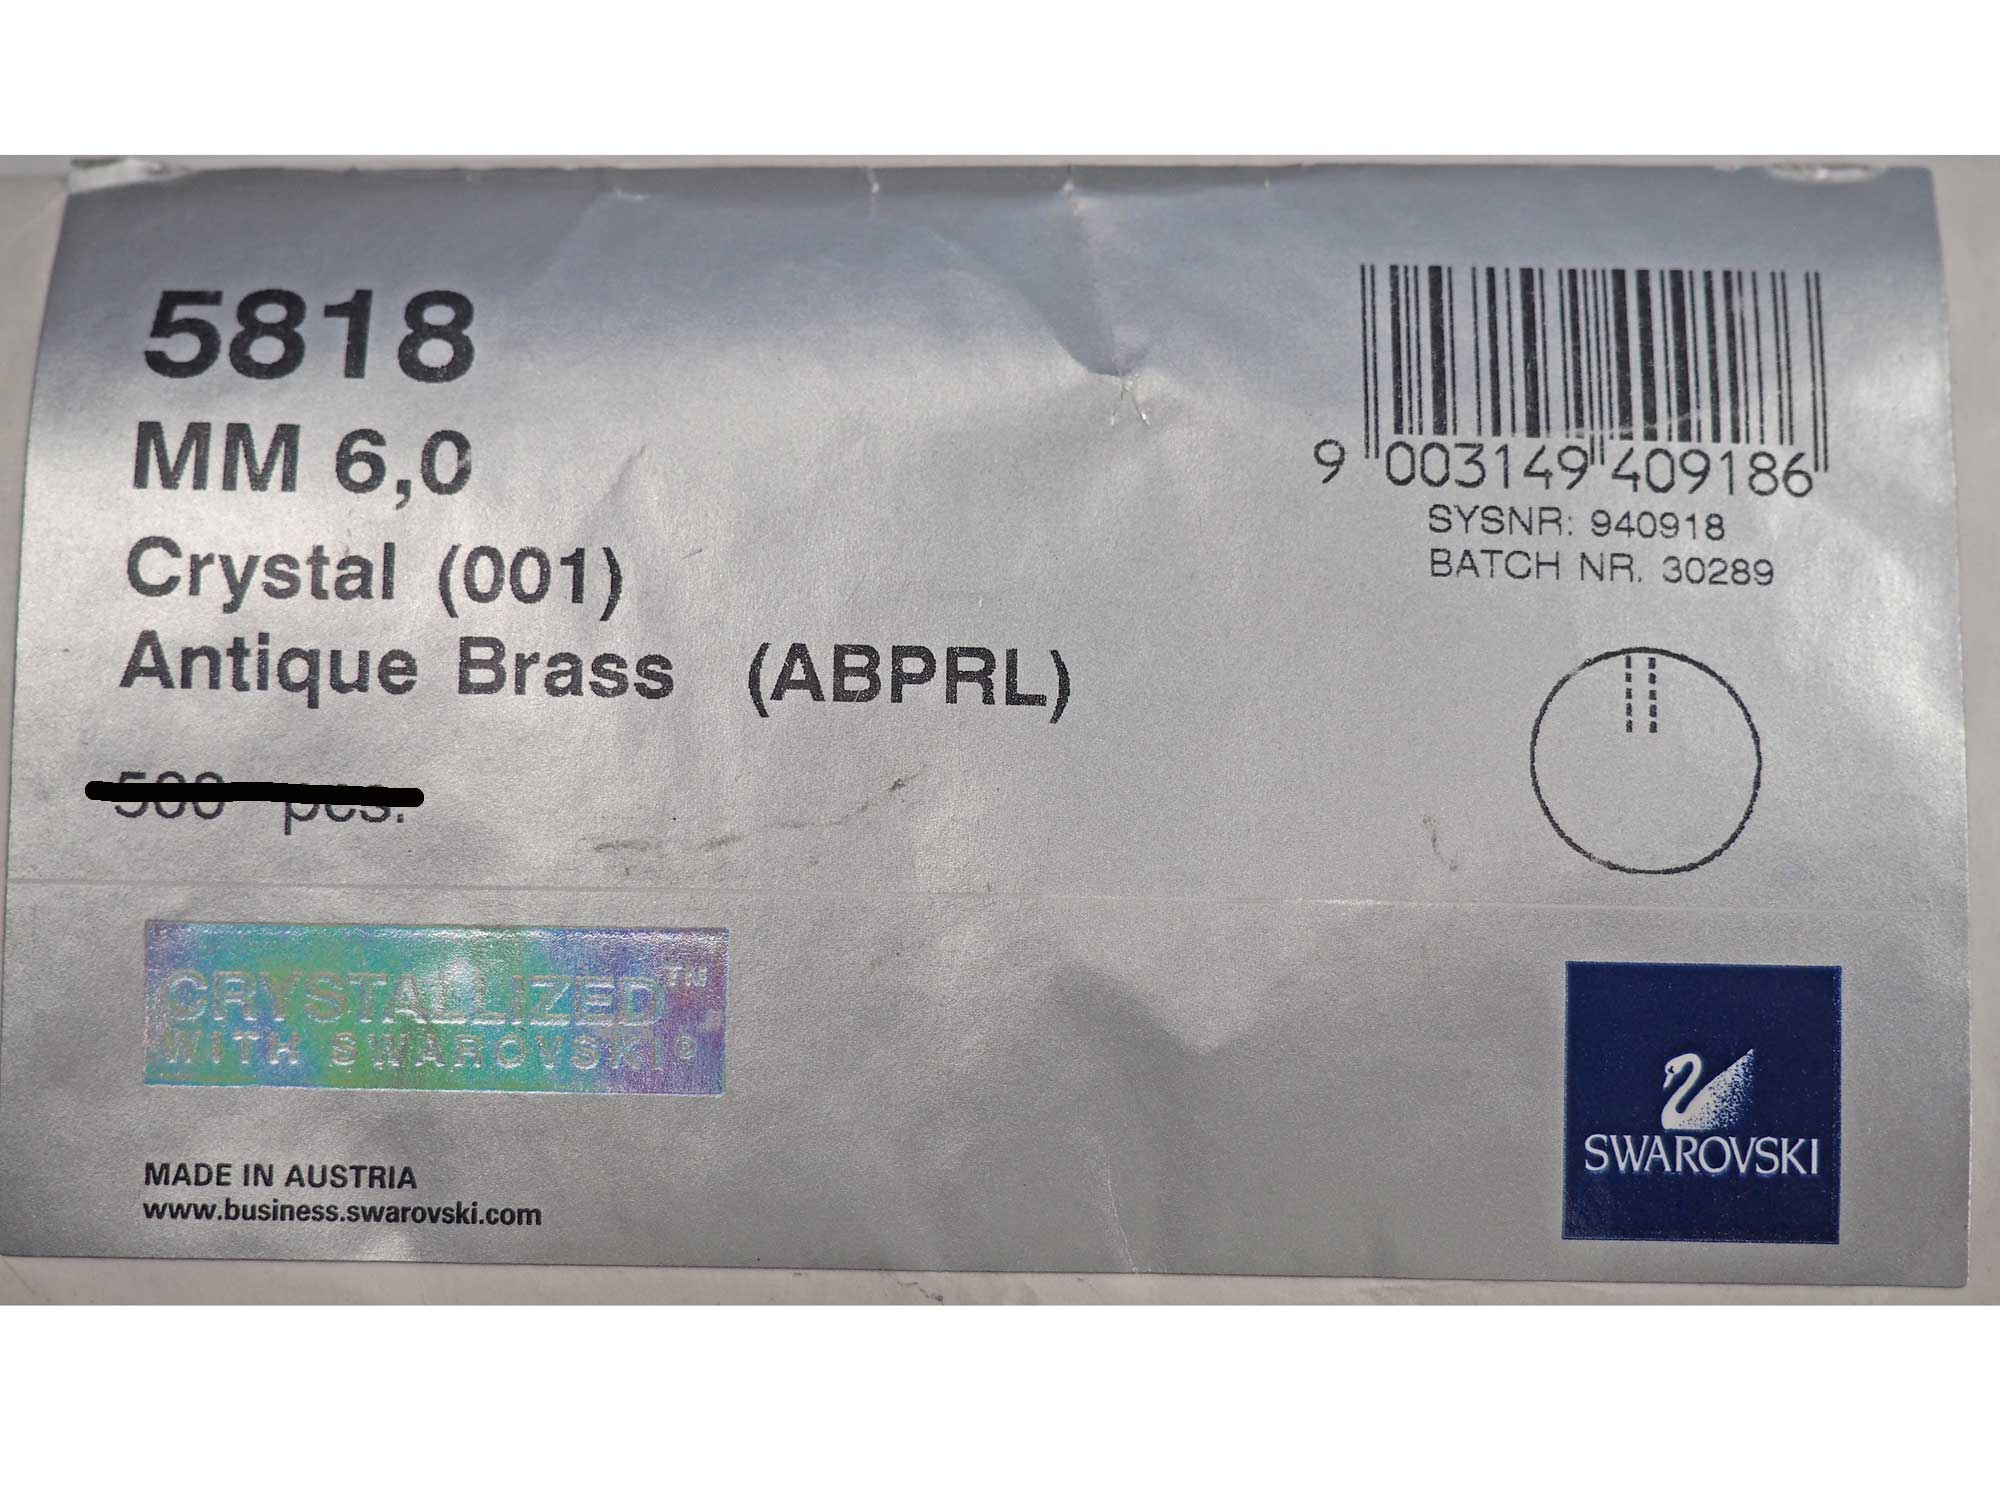 5818
MM 6,0
Crystal (001)
Antique Brass (ABPRL)
500 pcs.
9 003149 409186
SYSNR: 940918
BATCH NR. 30289
CRYSTALLIZED™
WITH SWAROVSKI®
MADE IN AUSTRIA
www.business.swarovski.com
SWAROVSKI